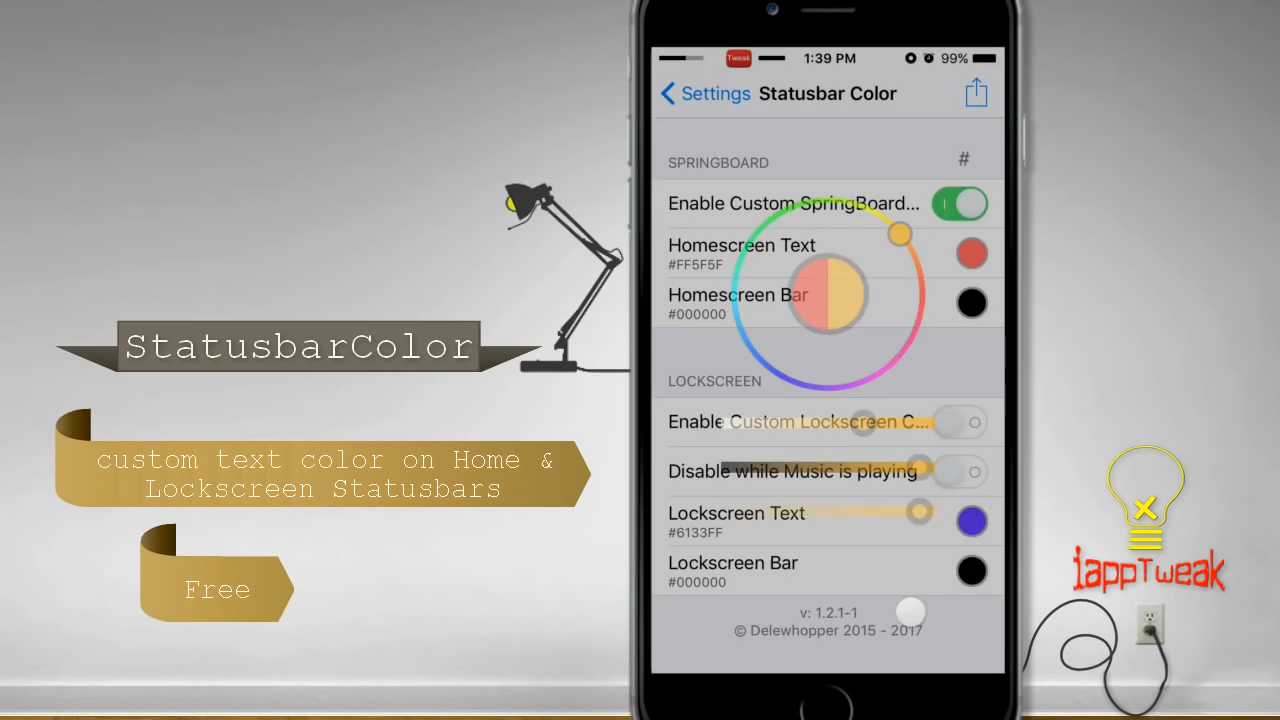 StatusbarColor
custom text color on Home &
Lockscreen Statusbars
Free
Tweak 1:39 PM 99%
Settings Statusbar Color
SPRINGBOARD #
Enable Custom SpringBoard...
Homescreen Text
#FF5F5F
Homescreen Bar
#000000
LOCKSCREEN
Enable Custom Lockscreen C...
Disable while Music is playing
Lockscreen Text
#6133FF
Lockscreen Bar
#000000
v: 1.2.1-1
© Delewhopper 2015 - 2017
iappTweak